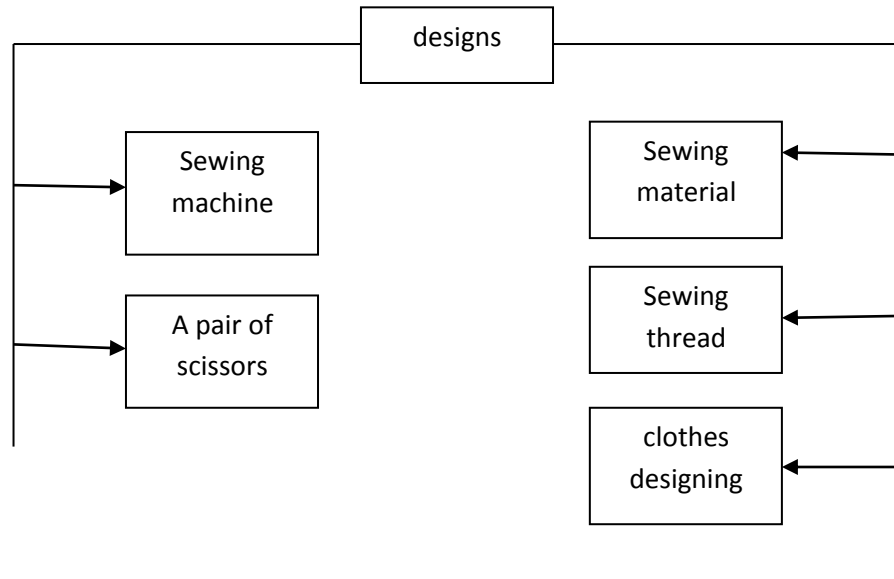 designs
Sewing
machine
A pair of
scissors
Sewing
material
Sewing
thread
clothes
designing